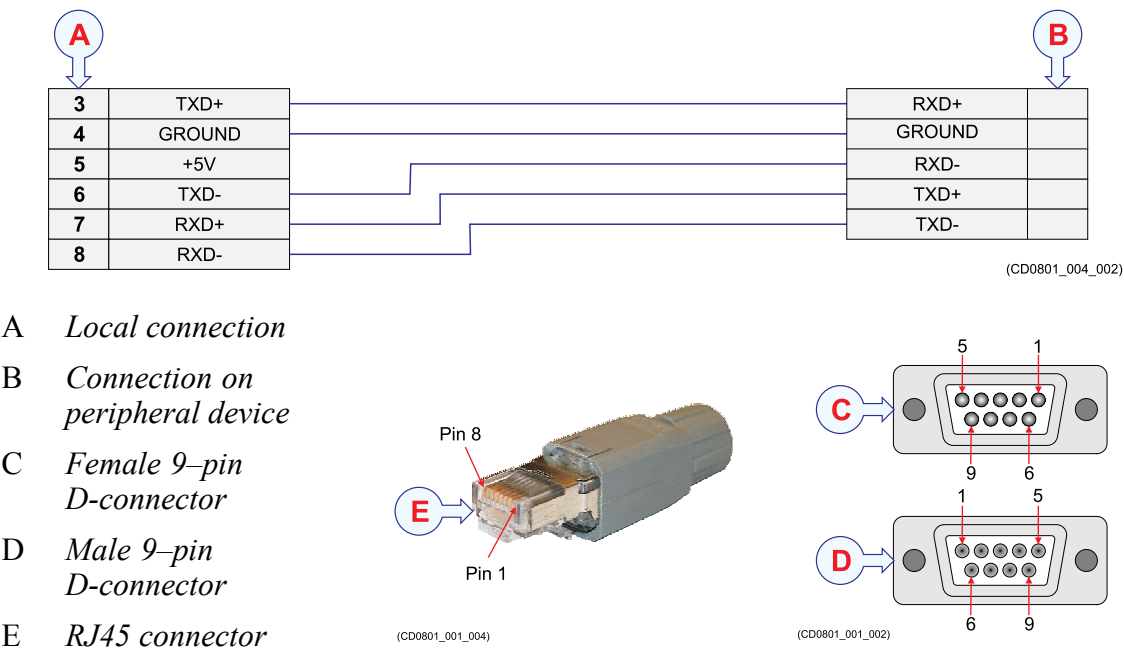 A
B
3 TXD+
4 GROUND
5 +5V
6 TXD-
7 RXD+
8 RXD-
RXD+
GROUND
RXD-
TXD+
TXD-
(CD0801_004_002)
A Local connection
B Connection on
peripheral device
C Female 9–pin
D-connector
D Male 9–pin
D-connector
E RJ45 connector
Pin 8
E
Pin 1
(CD0801_001_004)
5 1
C
9 6
1 5
D
6 9
(CD0801_001_002)